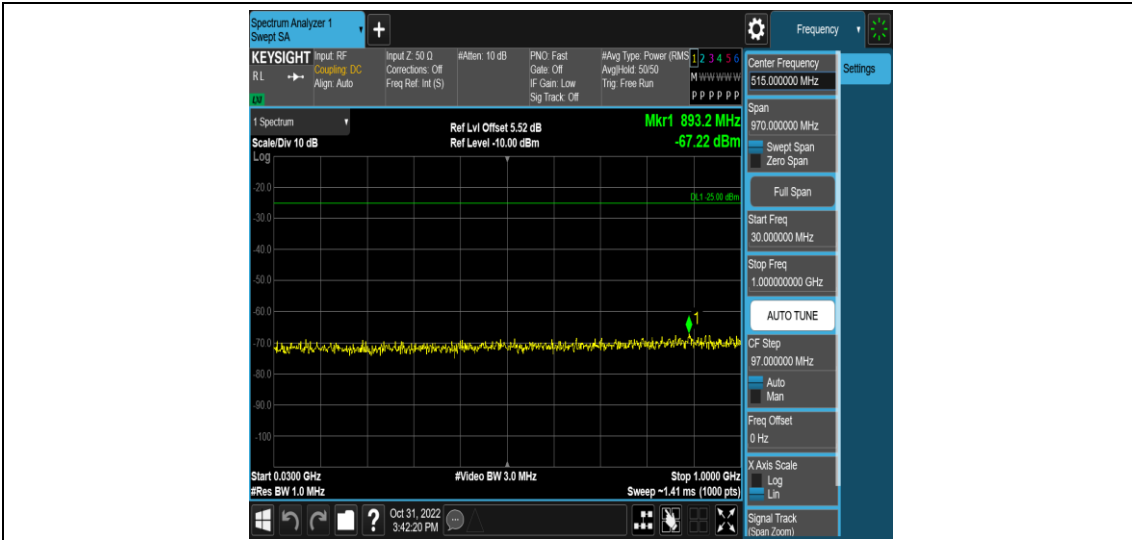 Spectrum Analyzer 1
Swept SA
+
Frequency
KEYSIGHT
R L
LXI
Input: RF
Coupling: DC
Align: Auto
Input Z: 50 Ω
Corrections: Off
Freq Ref: Int (S)
#Atten: 10 dB
PNO: Fast
Gate: Off
IF Gain: Low
Sig Track: Off
#Avg Type: Power (RMS
Avg|Hold: 50/50
Trig: Free Run
1 2 3 4 5 6
M W W W W W
P P P P P P
1 Spectrum
Scale/Div 10 dB
Log
Ref Lvl Offset 5.52 dB
Ref Level -10.00 dBm
Mkr1 893.2 MHz
-67.22 dBm
DL1 -25.00 dBm
-20.0
-30.0
-40.0
-50.0
-60.0
-70.0
-80.0
-90.0
-100
1
Start 0.0300 GHz
#Res BW 1.0 MHz
#Video BW 3.0 MHz
Stop 1.0000 GHz
Sweep ~1.41 ms (1000 pts)
?
Oct 31, 2022
3:42:20 PM
Center Frequency
515.000000 MHz
Settings
Span
970.000000 MHz
Swept Span
Zero Span
Full Span
Start Freq
30.000000 MHz
Stop Freq
1.000000000 GHz
AUTO TUNE
CF Step
97.000000 MHz
Auto
Man
Freq Offset
0 Hz
X Axis Scale
Log
Lin
Signal Track
(Span Zoom)